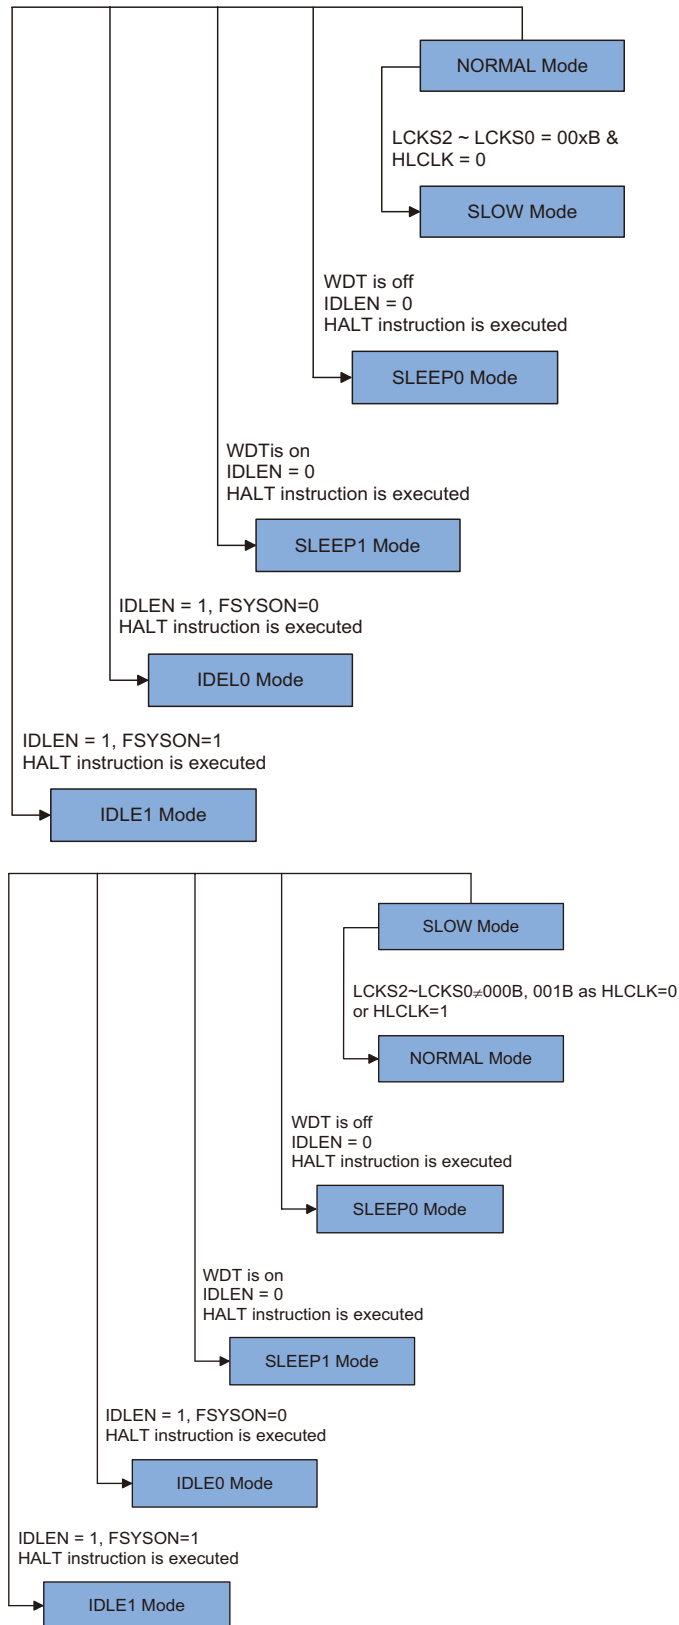 NORMAL Mode
LCKS2 ~ LCKS0 = 00xB &
HLCLK = 0
SLOW Mode
WDT is off
IDLEN = 0
HALT instruction is executed
SLEEP0 Mode
WDTis on
IDLEN = 0
HALT instruction is executed
SLEEP1 Mode
IDLEN = 1, FSYSON=0
HALT instruction is executed
IDEL0 Mode
IDLEN = 1, FSYSON=1
HALT instruction is executed
IDLE1 Mode
SLOW Mode
LCKS2~LCKS0≠000B, 001B as HLCLK=0
or HLCLK=1
NORMAL Mode
WDT is off
IDLEN = 0
HALT instruction is executed
SLEEP0 Mode
WDT is on
IDLEN = 0
HALT instruction is executed
SLEEP1 Mode
IDLEN = 1, FSYSON=0
HALT instruction is executed
IDLE0 Mode
IDLEN = 1, FSYSON=1
HALT instruction is executed
IDLE1 Mode